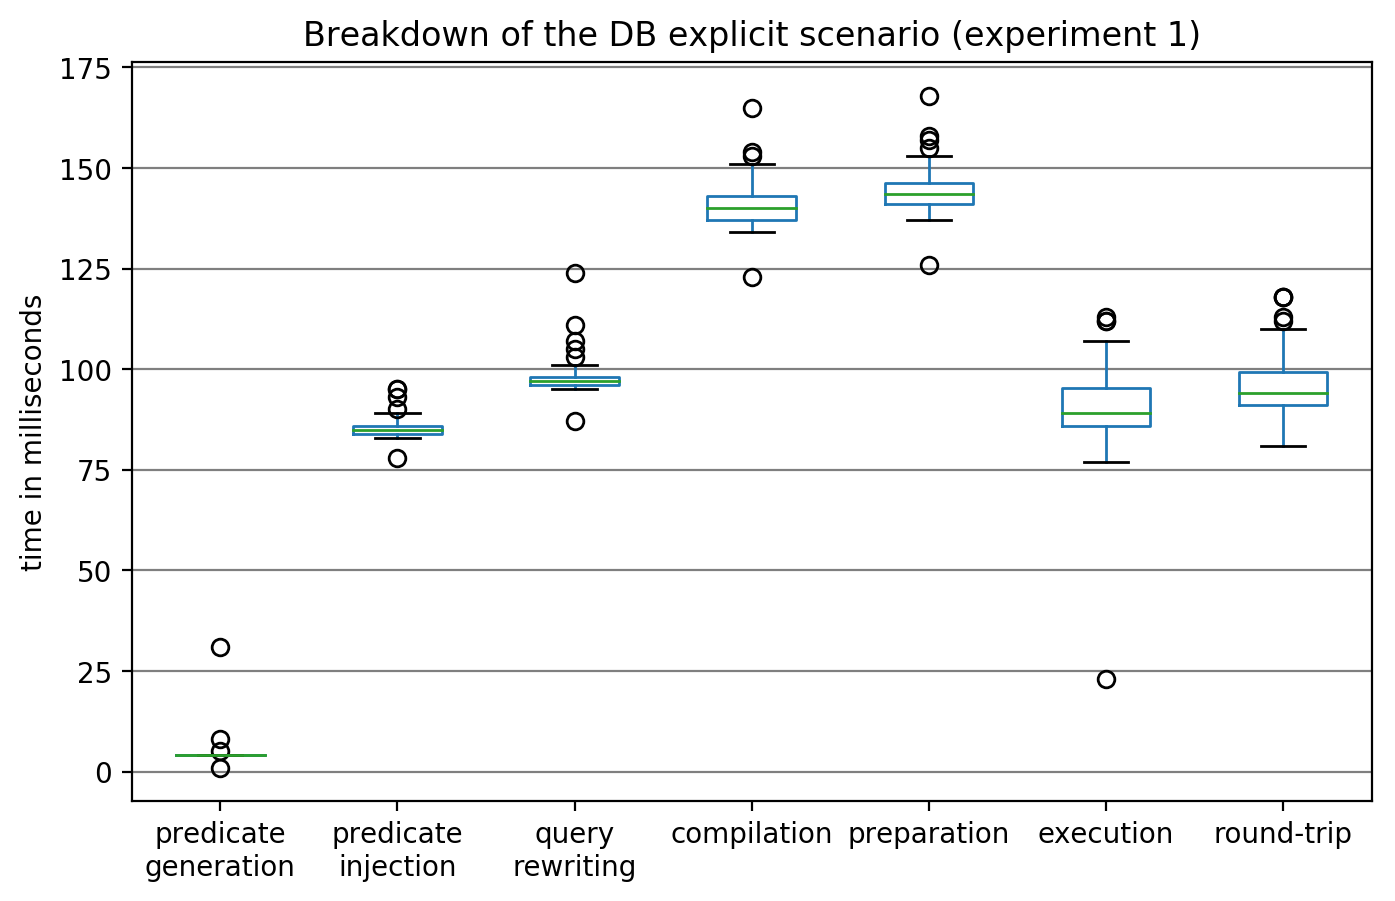 Breakdown of the DB explicit scenario (experiment 1)
175
150
125
100
75
50
25
0
time in milliseconds
predicate
generation
predicate
injection
query
rewriting
compilation
preparation
execution
round-trip